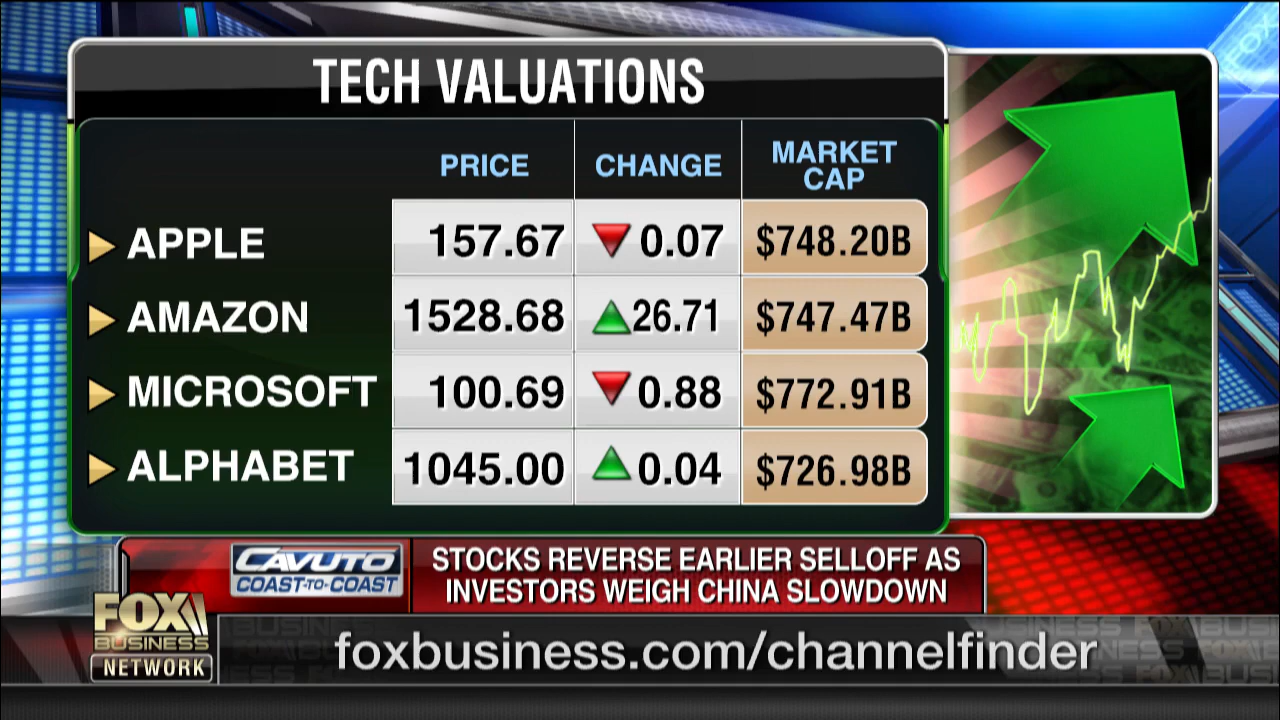 TECH VALUATIONS
PRICE CHANGE MARKET CAP
APPLE 157.67 0.07 $748.20B
AMAZON 1528.68 26.71 $747.47B
MICROSOFT 100.69 0.88 $772.91B
ALPHABET 1045.00 0.04 $726.98B
CAVUTO
COAST-TO-COAST
STOCKS REVERSE EARLIER SELLOFF AS
INVESTORS WEIGH CHINA SLOWDOWN
FOX
BUSINESS
NETWORK
foxbusiness.com/channelfinder